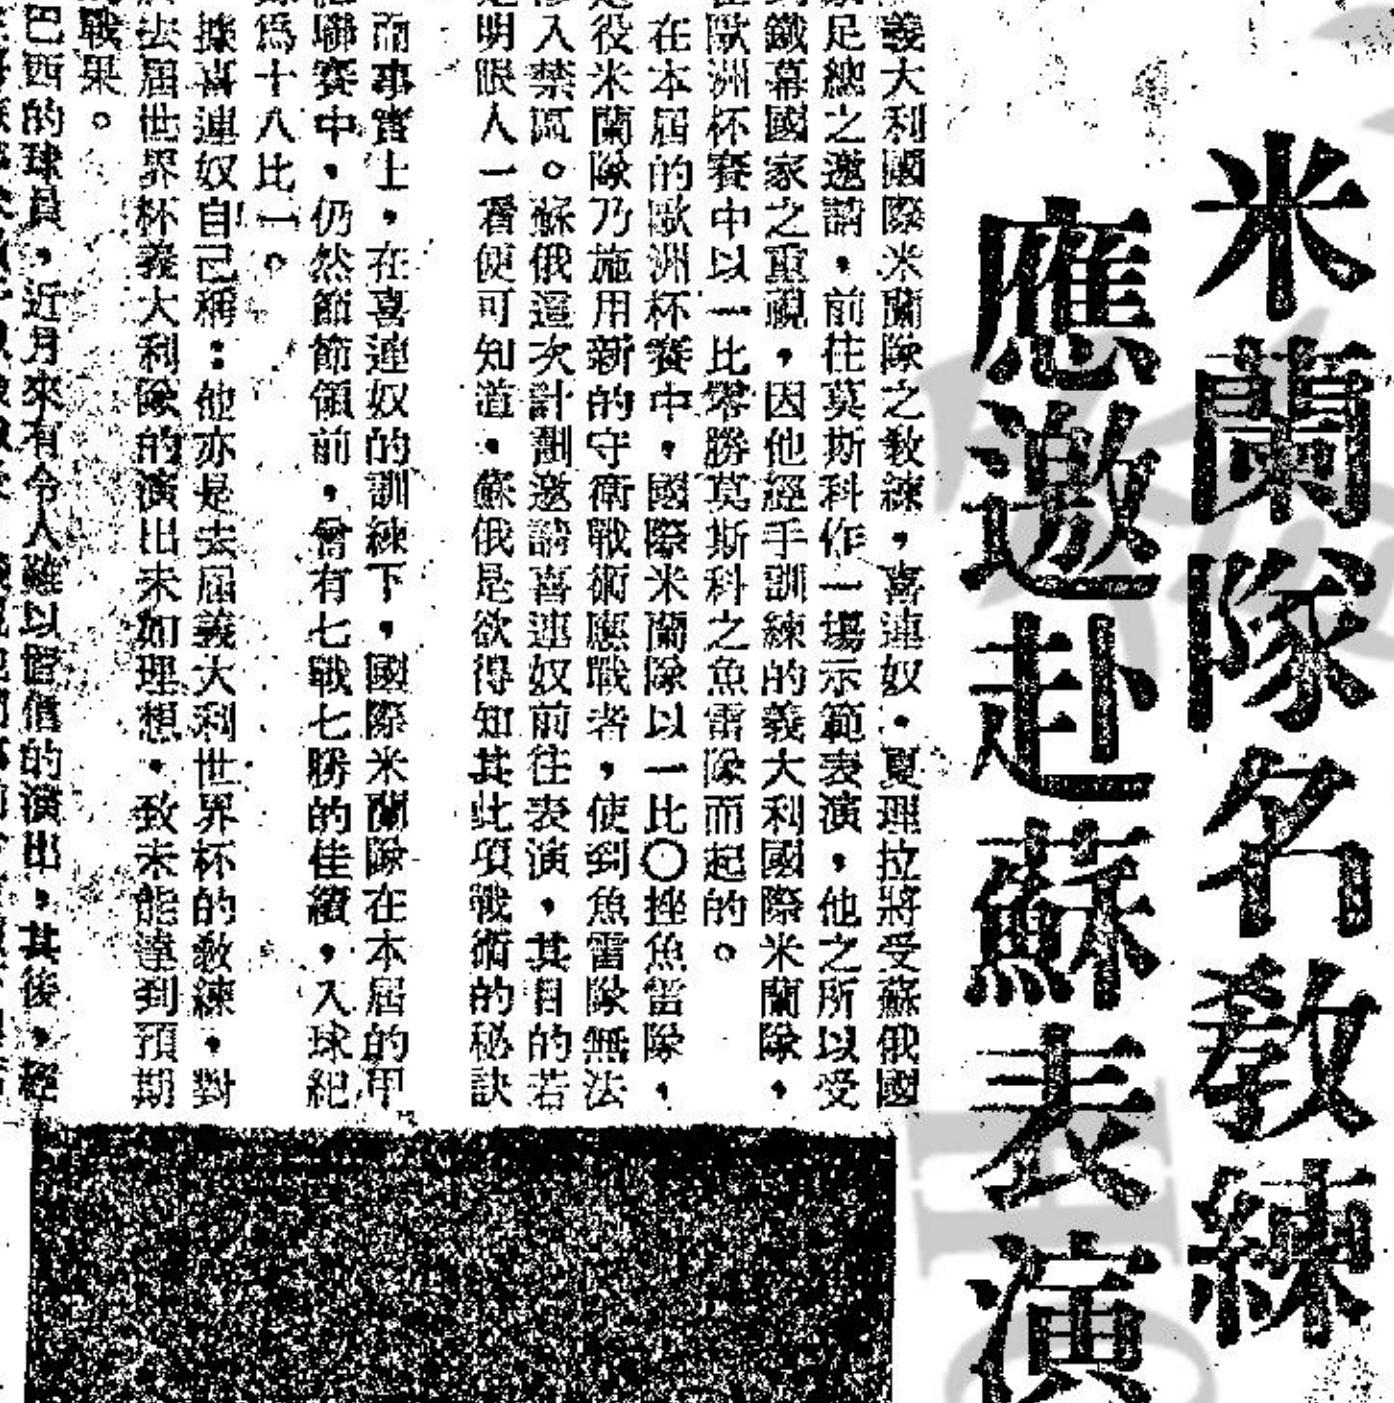 米蘭隊名敎練
應邀赴蘇表演
義大利國際米蘭隊之敎練，喜連奴・夏理拉將受蘇俄國
足總之邀請，前往莫斯科作一場示範表演，他之所以受
鐵幕國家之重視，因他經手訓練的義大利國際米蘭隊，
歐洲杯賽中以一比零勝莫斯科之魚雷隊而起的。
在本屆的歐洲杯賽中，國際米蘭隊以一比〇挫魚雷隊，
役米蘭隊乃施用新的守衛戰術應戰者，使到魚雷隊無法
入禁區。蘇俄這次計劃邀請喜連奴前往表演，其目的若
明眼人一看便可知道，蘇俄是欲得知其此項戰術的秘訣
而事實上，在喜連奴的訓練下，國際米蘭隊在本屆的甲
聯賽中，仍然節節領前，曾有七戰七勝的佳績，入球紀
爲十八比一。
據喜連奴自己稱：他亦是去屆義大利世界杯的敎練，對
去屆世界杯義大利隊的演出未如理想，致未能達到預期
戰果。
巴西的球員，近月來有令人難以置信的演出，其後，經